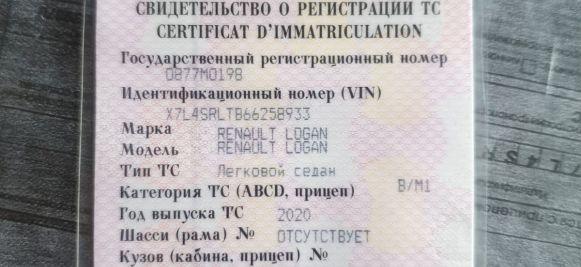 СВИДЕТЕЛЬСТВО О РЕГИСТРАЦИИ ТС
CERTIFICAT D'IMMATRICULATION
Государственный регистрационный номер
О877МО198
Идентификационный номер (VIN)
X7L4SRLTB66258933
Марка RENAULT LOGAN
Модель RENAULT LOGAN
Тип ТС Легковой седан
Категория ТС (ABCD, прицеп) B/M1
Год выпуска ТС 2020
Шасси (рама) № ОТСУТСТВУЕТ
Кузов (кабина, прицеп) №